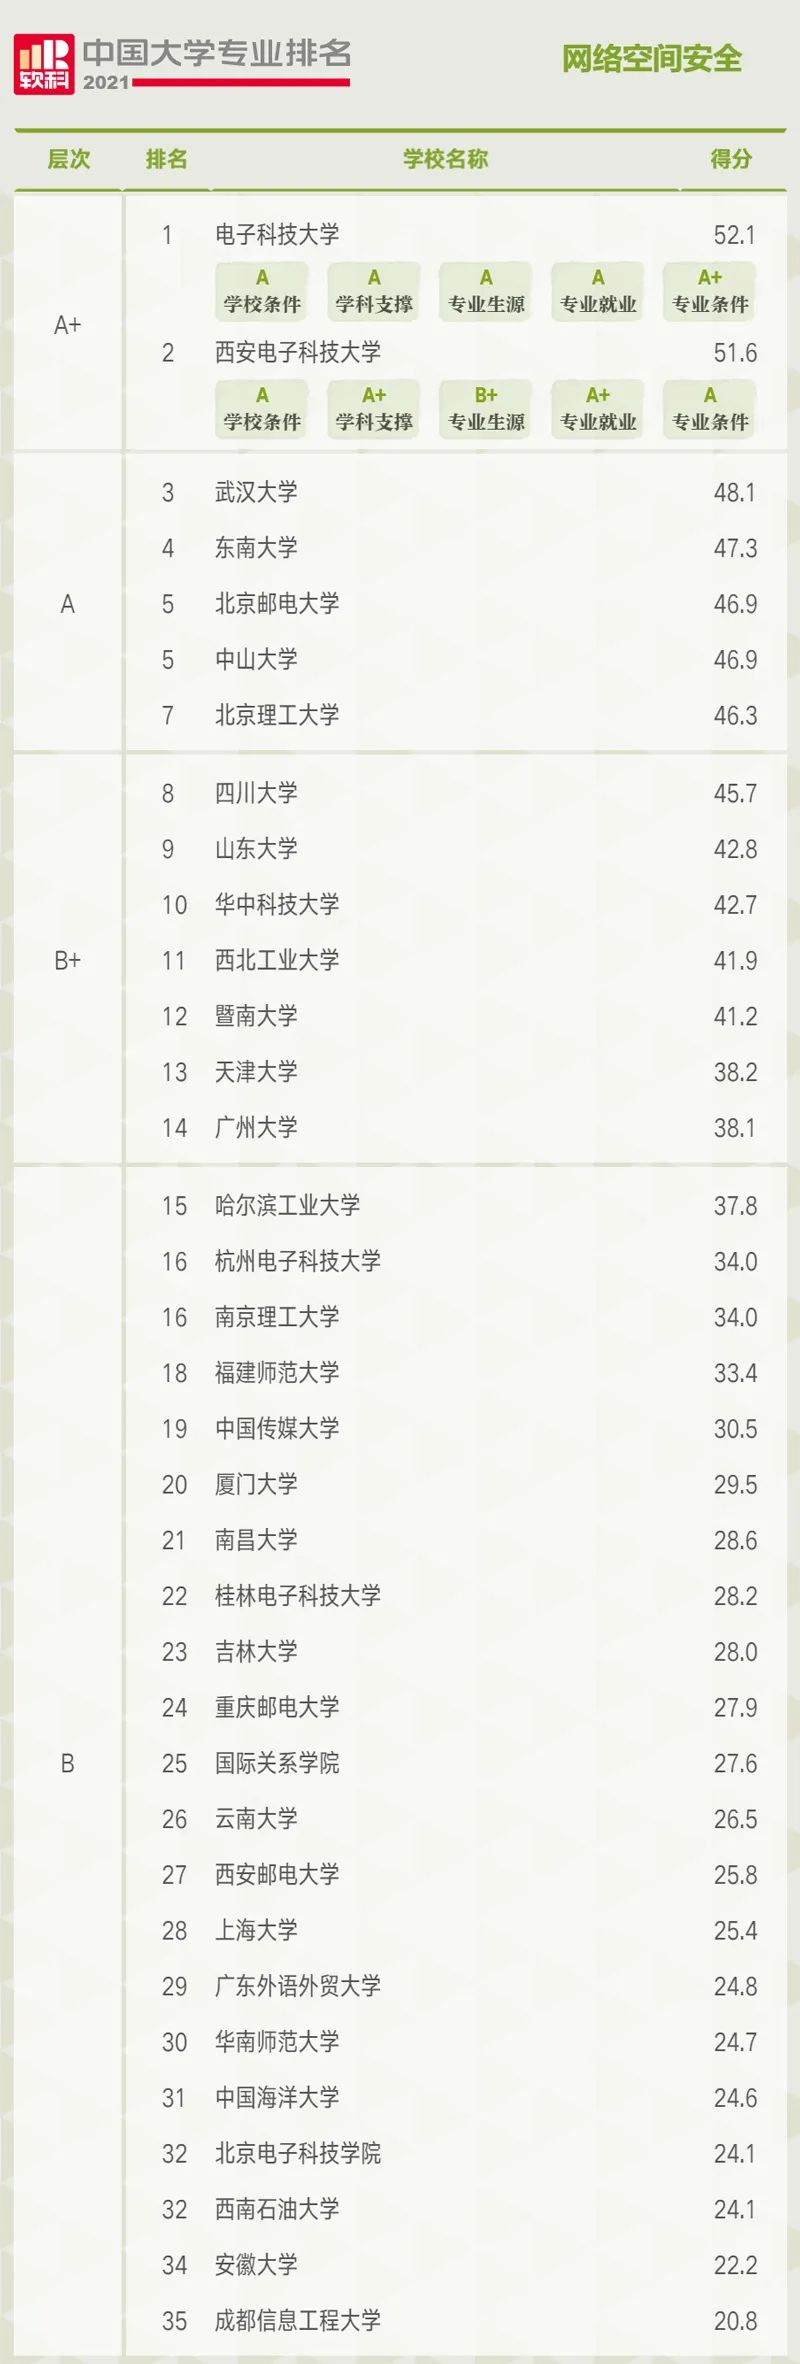 软科
中国大学专业排名
2021
网络空间安全
层次 排名 学校名称 得分
A+
1 电子科技大学 52.1
A A A A A+
学校条件 学科支撑 专业生源 专业就业 专业条件
2 西安电子科技大学 51.6
A A+ B+ A+ A
学校条件 学科支撑 专业生源 专业就业 专业条件
A
3 武汉大学 48.1
4 东南大学 47.3
5 北京邮电大学 46.9
5 中山大学 46.9
7 北京理工大学 46.3
B+
8 四川大学 45.7
9 山东大学 42.8
10 华中科技大学 42.7
11 西北工业大学 41.9
12 暨南大学 41.2
13 天津大学 38.2
14 广州大学 38.1
B
15 哈尔滨工业大学 37.8
16 杭州电子科技大学 34.0
16 南京理工大学 34.0
18 福建师范大学 33.4
19 中国传媒大学 30.5
20 厦门大学 29.5
21 南昌大学 28.6
22 桂林电子科技大学 28.2
23 吉林大学 28.0
24 重庆邮电大学 27.9
25 国际关系学院 27.6
26 云南大学 26.5
27 西安邮电大学 25.8
28 上海大学 25.4
29 广东外语外贸大学 24.8
30 华南师范大学 24.7
31 中国海洋大学 24.6
32 北京电子科技学院 24.1
32 西南石油大学 24.1
34 安徽大学 22.2
35 成都信息工程大学 20.8